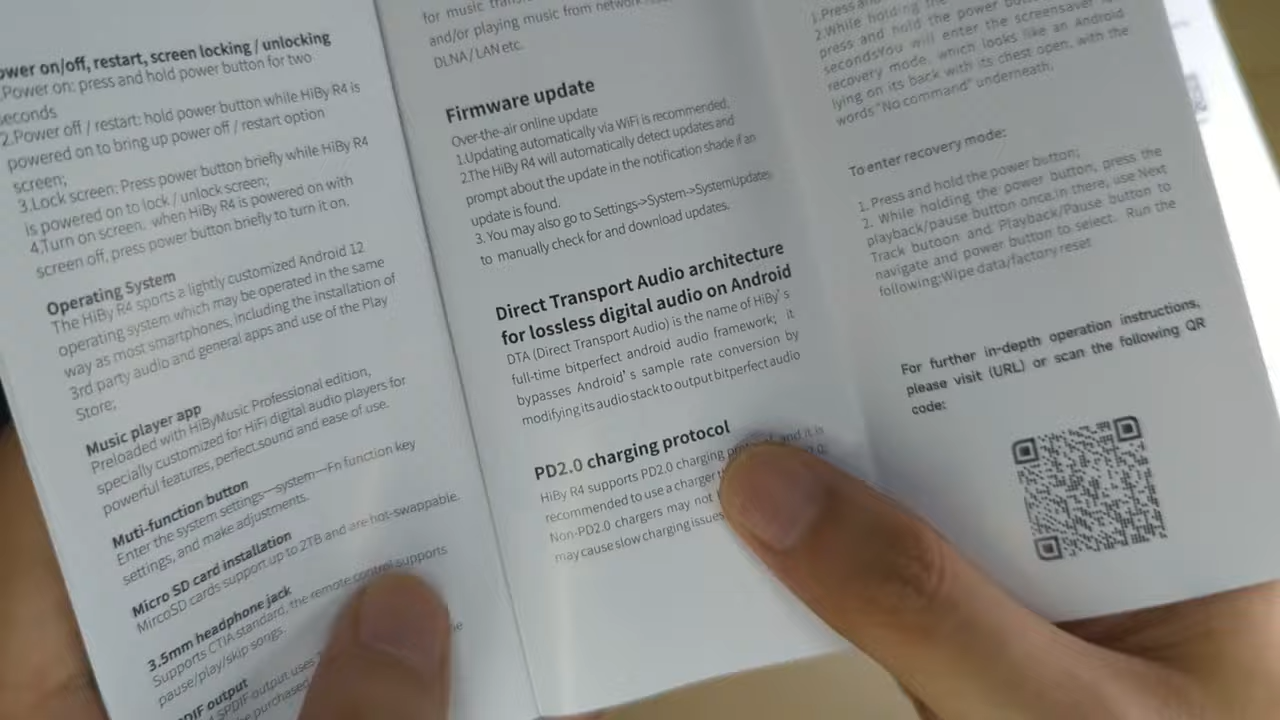 ower on/off, restart, screen locking / unlocking
.Power on: press and hold power button for two
seconds
2.Power off / restart: hold power button while HiBy R4 is
powered on to bring up power off / restart option
screen;
3.Lock screen: Press power button briefly while HiBy R4
is powered on to lock / unlock screen;
4.Turn on screen: when HiBy R4 is powered on with
screen off, press power button briefly to turn it on.
Operating System
The HiBy R4 sports a lightly customized Android 12
operating system which may be operated in the same
way as most smartphones, including the installation of
3rd party audio and general apps and use of the Play
Store;
Music player app
Preloaded with HiByMusic Professional edition,
specially customized for HiFi digital audio players for
powerful features, perfect sound and ease of use.
Muti-function button
Enter the system settings—system—Fn function key
settings, and make adjustments.
Micro SD card installation
MircoSD cards support up to 2TB and are hot-swappable.
3.5mm headphone jack
Supports CTIA standard, the remote control supports
pause/play/skip songs.
DIF output
SPDIF output uses
he purchased
for music
and/or playing music from network
DLNA / LAN etc.
Firmware update
Over-the-air online update
1.Updating automatically via WiFi is recommended.
2.The HiBy R4 will automatically detect updates and
prompt about the update in the notification shade if an
update is found.
3. You may also go to Settings->System->SystemUpdate
to manually check for and download updates.
Direct Transport Audio architecture
for lossless digital audio on Android
DTA (Direct Transport Audio) is the name of HiBy's
full-time bitperfect android audio framework; it
bypasses Android's sample rate conversion by
modifying its audio stack to output bitperfect audio
PD2.0 charging protocol
HiBy R4 supports PD2.0 charging protocol, and it is
recommended to use a charger
Non-PD2.0 chargers may not
may cause slow charging issues
1.Press and
2.While holding the
press and hold the power
secondsYou will enter the screensaver
recovery mode, which looks like an Android
lying on its back with its chest open, with the
words "No command" underneath;
To enter recovery mode:
1. Press and hold the power button;
2. While holding the power button, press the
playback/pause button once,in there, use Next
Track butoon and Playback/Pause button to
navigate and power button to select. Run the
following:Wipe data/factory reset
For further in-depth operation instructions,
please visit (URL) or scan the following QR
code: